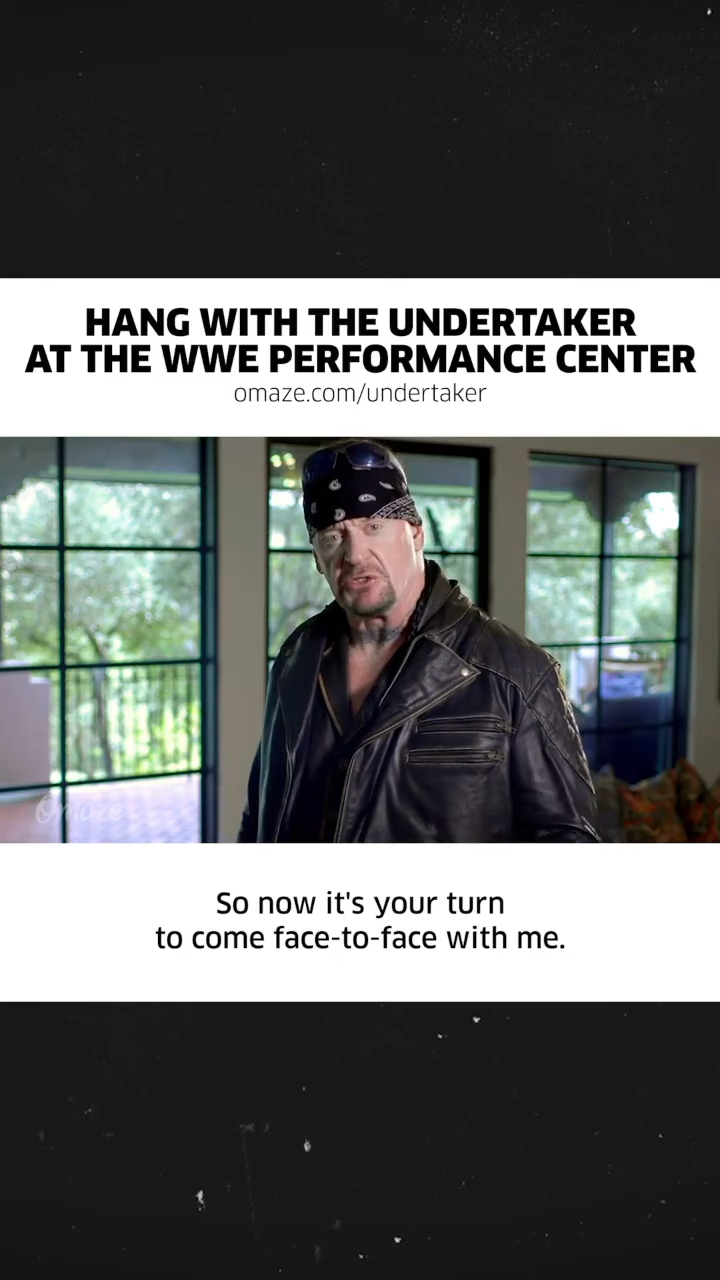 HANG WITH THE UNDERTAKER
AT THE WWE PERFORMANCE CENTER
omaze.com/undertaker
Omaze
So now it's your turn
to come face-to-face with me.